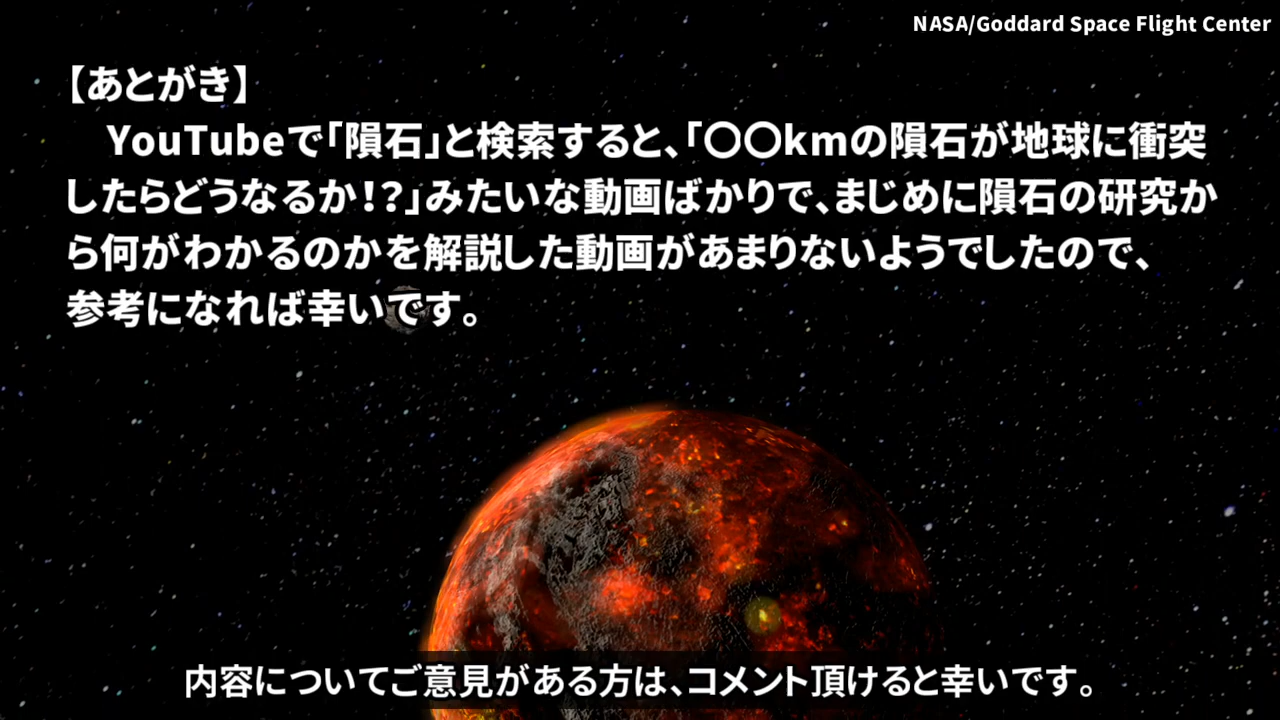 NASA/Goddard Space Flight Center
【あとがき】
YouTubeで「隕石」と検索すると、「〇〇kmの隕石が地球に衝突
したらどうなるか!?」みたいな動画ばかりで、まじめに隕石の研究か
ら何がわかるのかを解説した動画があまりないようでしたので、
参考になれば幸いです。
内容についてご意見がある方は、コメント頂けると幸いです。